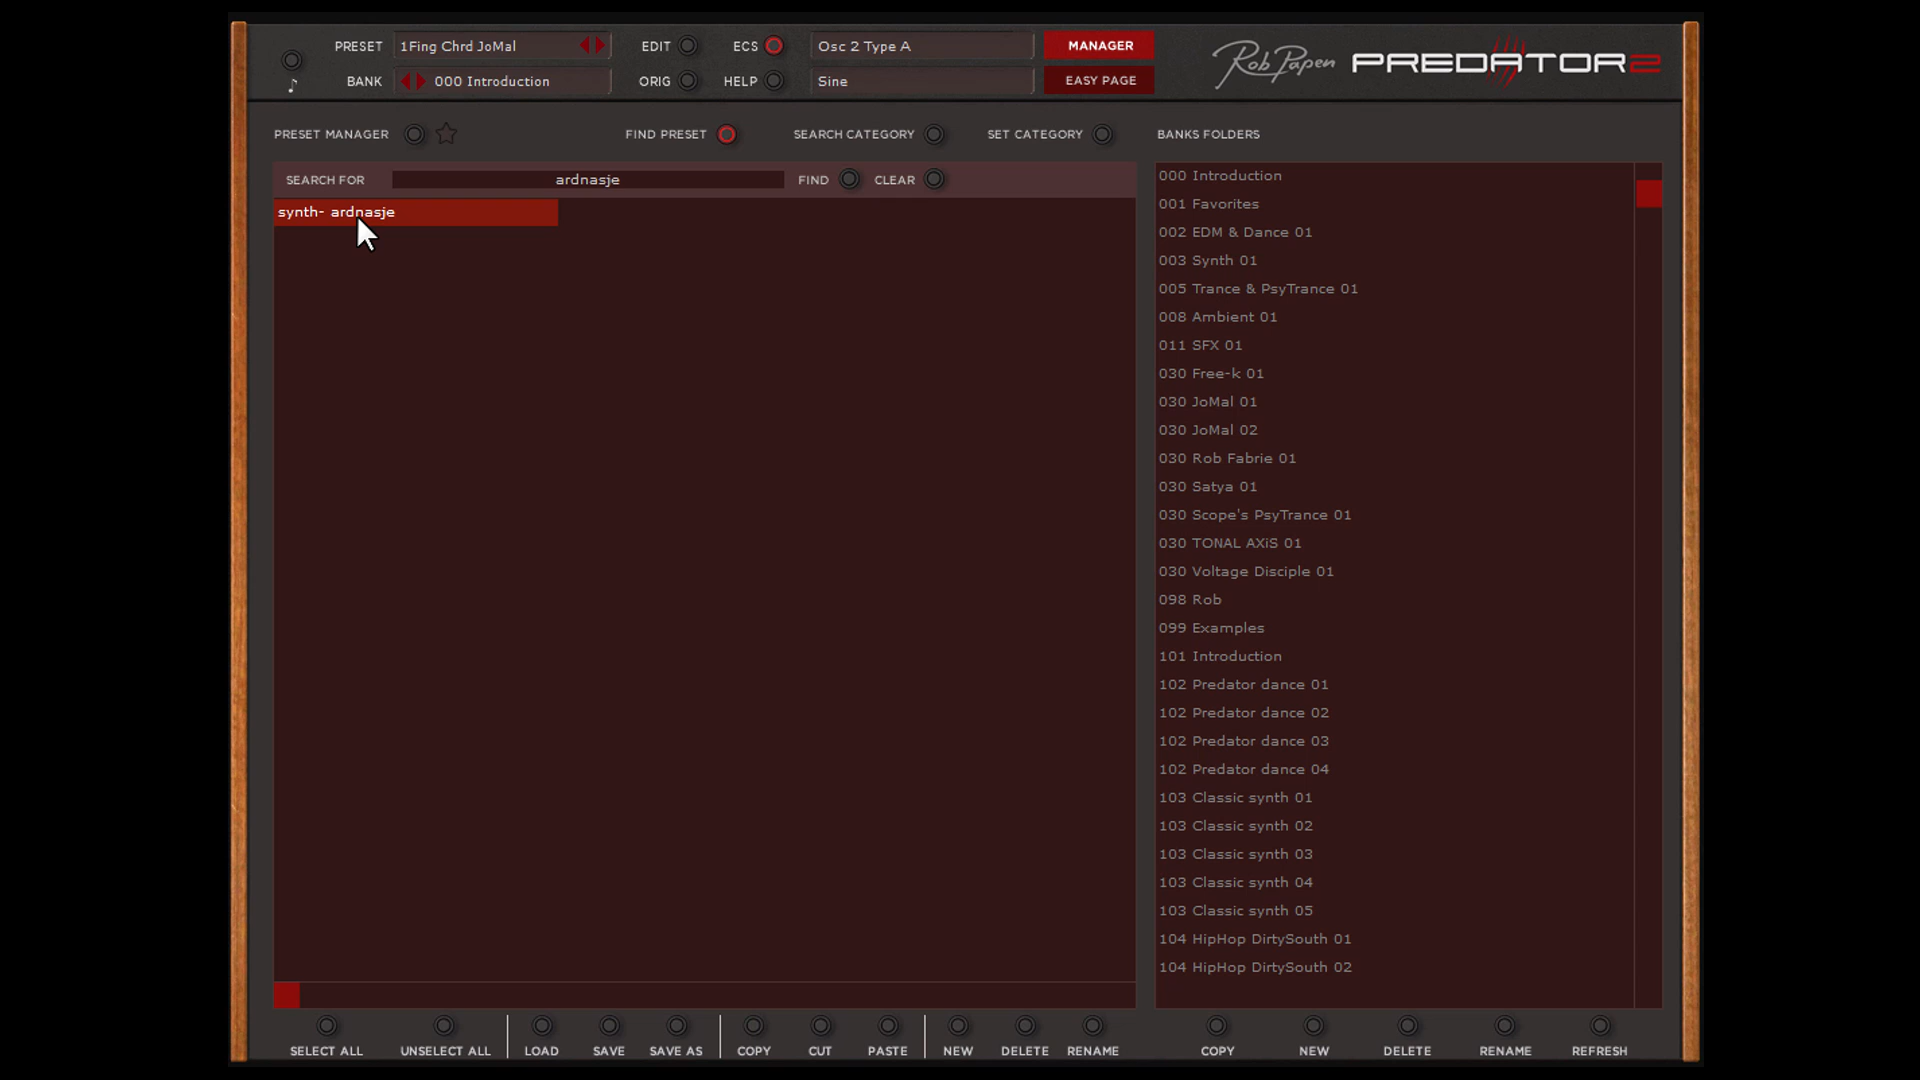 PRESET 1Fing Chrd JoMal EDIT ECS Osc 2 Type A MANAGER
BANK 000 Introduction ORIG HELP Sine EASY PAGE
Rob Papen PREDATOR2
PRESET MANAGER FIND PRESET SEARCH CATEGORY SET CATEGORY BANKS FOLDERS
SEARCH FOR ardnasje FIND CLEAR
synth- ardnasje
000 Introduction
001 Favorites
002 EDM & Dance 01
003 Synth 01
005 Trance & PsyTrance 01
008 Ambient 01
011 SFX 01
030 Free-k 01
030 JoMal 01
030 JoMal 02
030 Rob Fabrie 01
030 Satya 01
030 Scope's PsyTrance 01
030 TONAL AXiS 01
030 Voltage Disciple 01
098 Rob
099 Examples
101 Introduction
102 Predator dance 01
102 Predator dance 02
102 Predator dance 03
102 Predator dance 04
103 Classic synth 01
103 Classic synth 02
103 Classic synth 03
103 Classic synth 04
103 Classic synth 05
104 HipHop DirtySouth 01
104 HipHop DirtySouth 02
SELECT ALL UNSELECT ALL LOAD SAVE SAVE AS COPY CUT PASTE NEW DELETE RENAME COPY NEW DELETE RENAME REFRESH